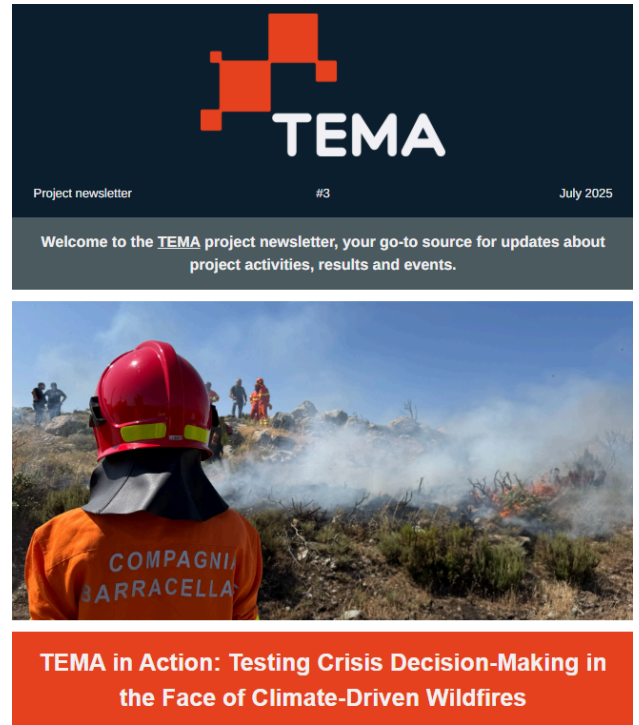 TEMA
Project newsletter #3 July 2025
Welcome to the TEMA project newsletter, your go-to source for updates about
project activities, results and events.
COMPAGNIA
BARRACELLA
TEMA in Action: Testing Crisis Decision-Making in
the Face of Climate-Driven Wildfires